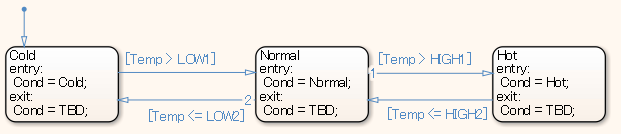 Cold
entry:
Cond = Cold;
exit:
Cond = TBD;
[Temp > LOW1]
2
[Temp <= LOW2]
Normal
entry:
Cond = Normal;
exit:
Cond = TBD;
[Temp > HIGH1]
1
[Temp <= HIGH2]
Hot
entry:
Cond = Hot;
exit:
Cond = TBD;